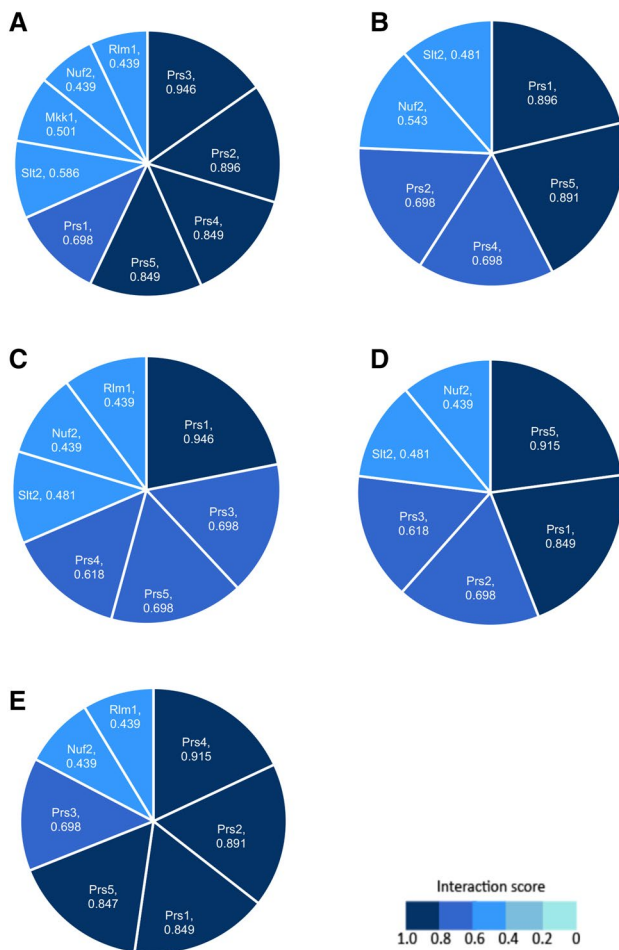 A
Rlm1,
0.439
Prs3,
0.946
Nuf2,
0.439
Mkk1,
0.501
Prs2,
0.896
Slt2, 0.586
Prs4,
0.849
Prs1,
0.698
Prs5,
0.849
B
Slt2, 0.481
Prs1,
0.896
Nuf2,
0.543
Prs5,
0.891
Prs2,
0.698
Prs4,
0.698
C
Rlm1,
0.439
Prs1,
0.946
Nuf2,
0.439
Slt2, 0.481
Prs3,
0.698
Prs4,
0.618
Prs5,
0.698
D
Nuf2,
0.439
Prs5,
0.915
Slt2, 0.481
Prs3,
0.618
Prs1,
0.849
Prs2,
0.698
E
Rlm1,
0.439
Prs4,
0.915
Nuf2,
0.439
Prs3,
0.698
Prs2,
0.891
Prs5,
0.847
Prs1,
0.849
Interaction score
1.0 0.8 0.6 0.4 0.2 0